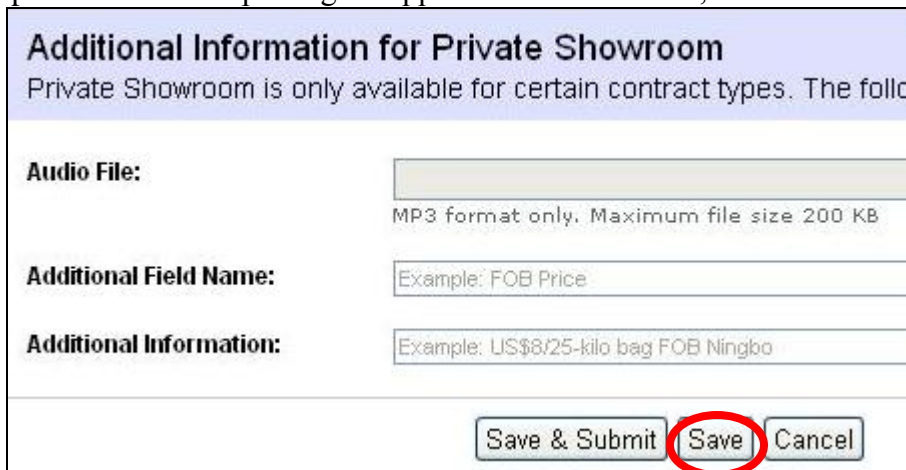 Additional Information for Private Showroom
Private Showroom is only available for certain contract types. The
Audio File:
MP3 format only. Maximum file size 200 KB
Additional Field Name:
Example: FOB Price
Additional Information:
Example: US$8/25-kilo bag FOB Ningbo
Save & Submit Save Cancel